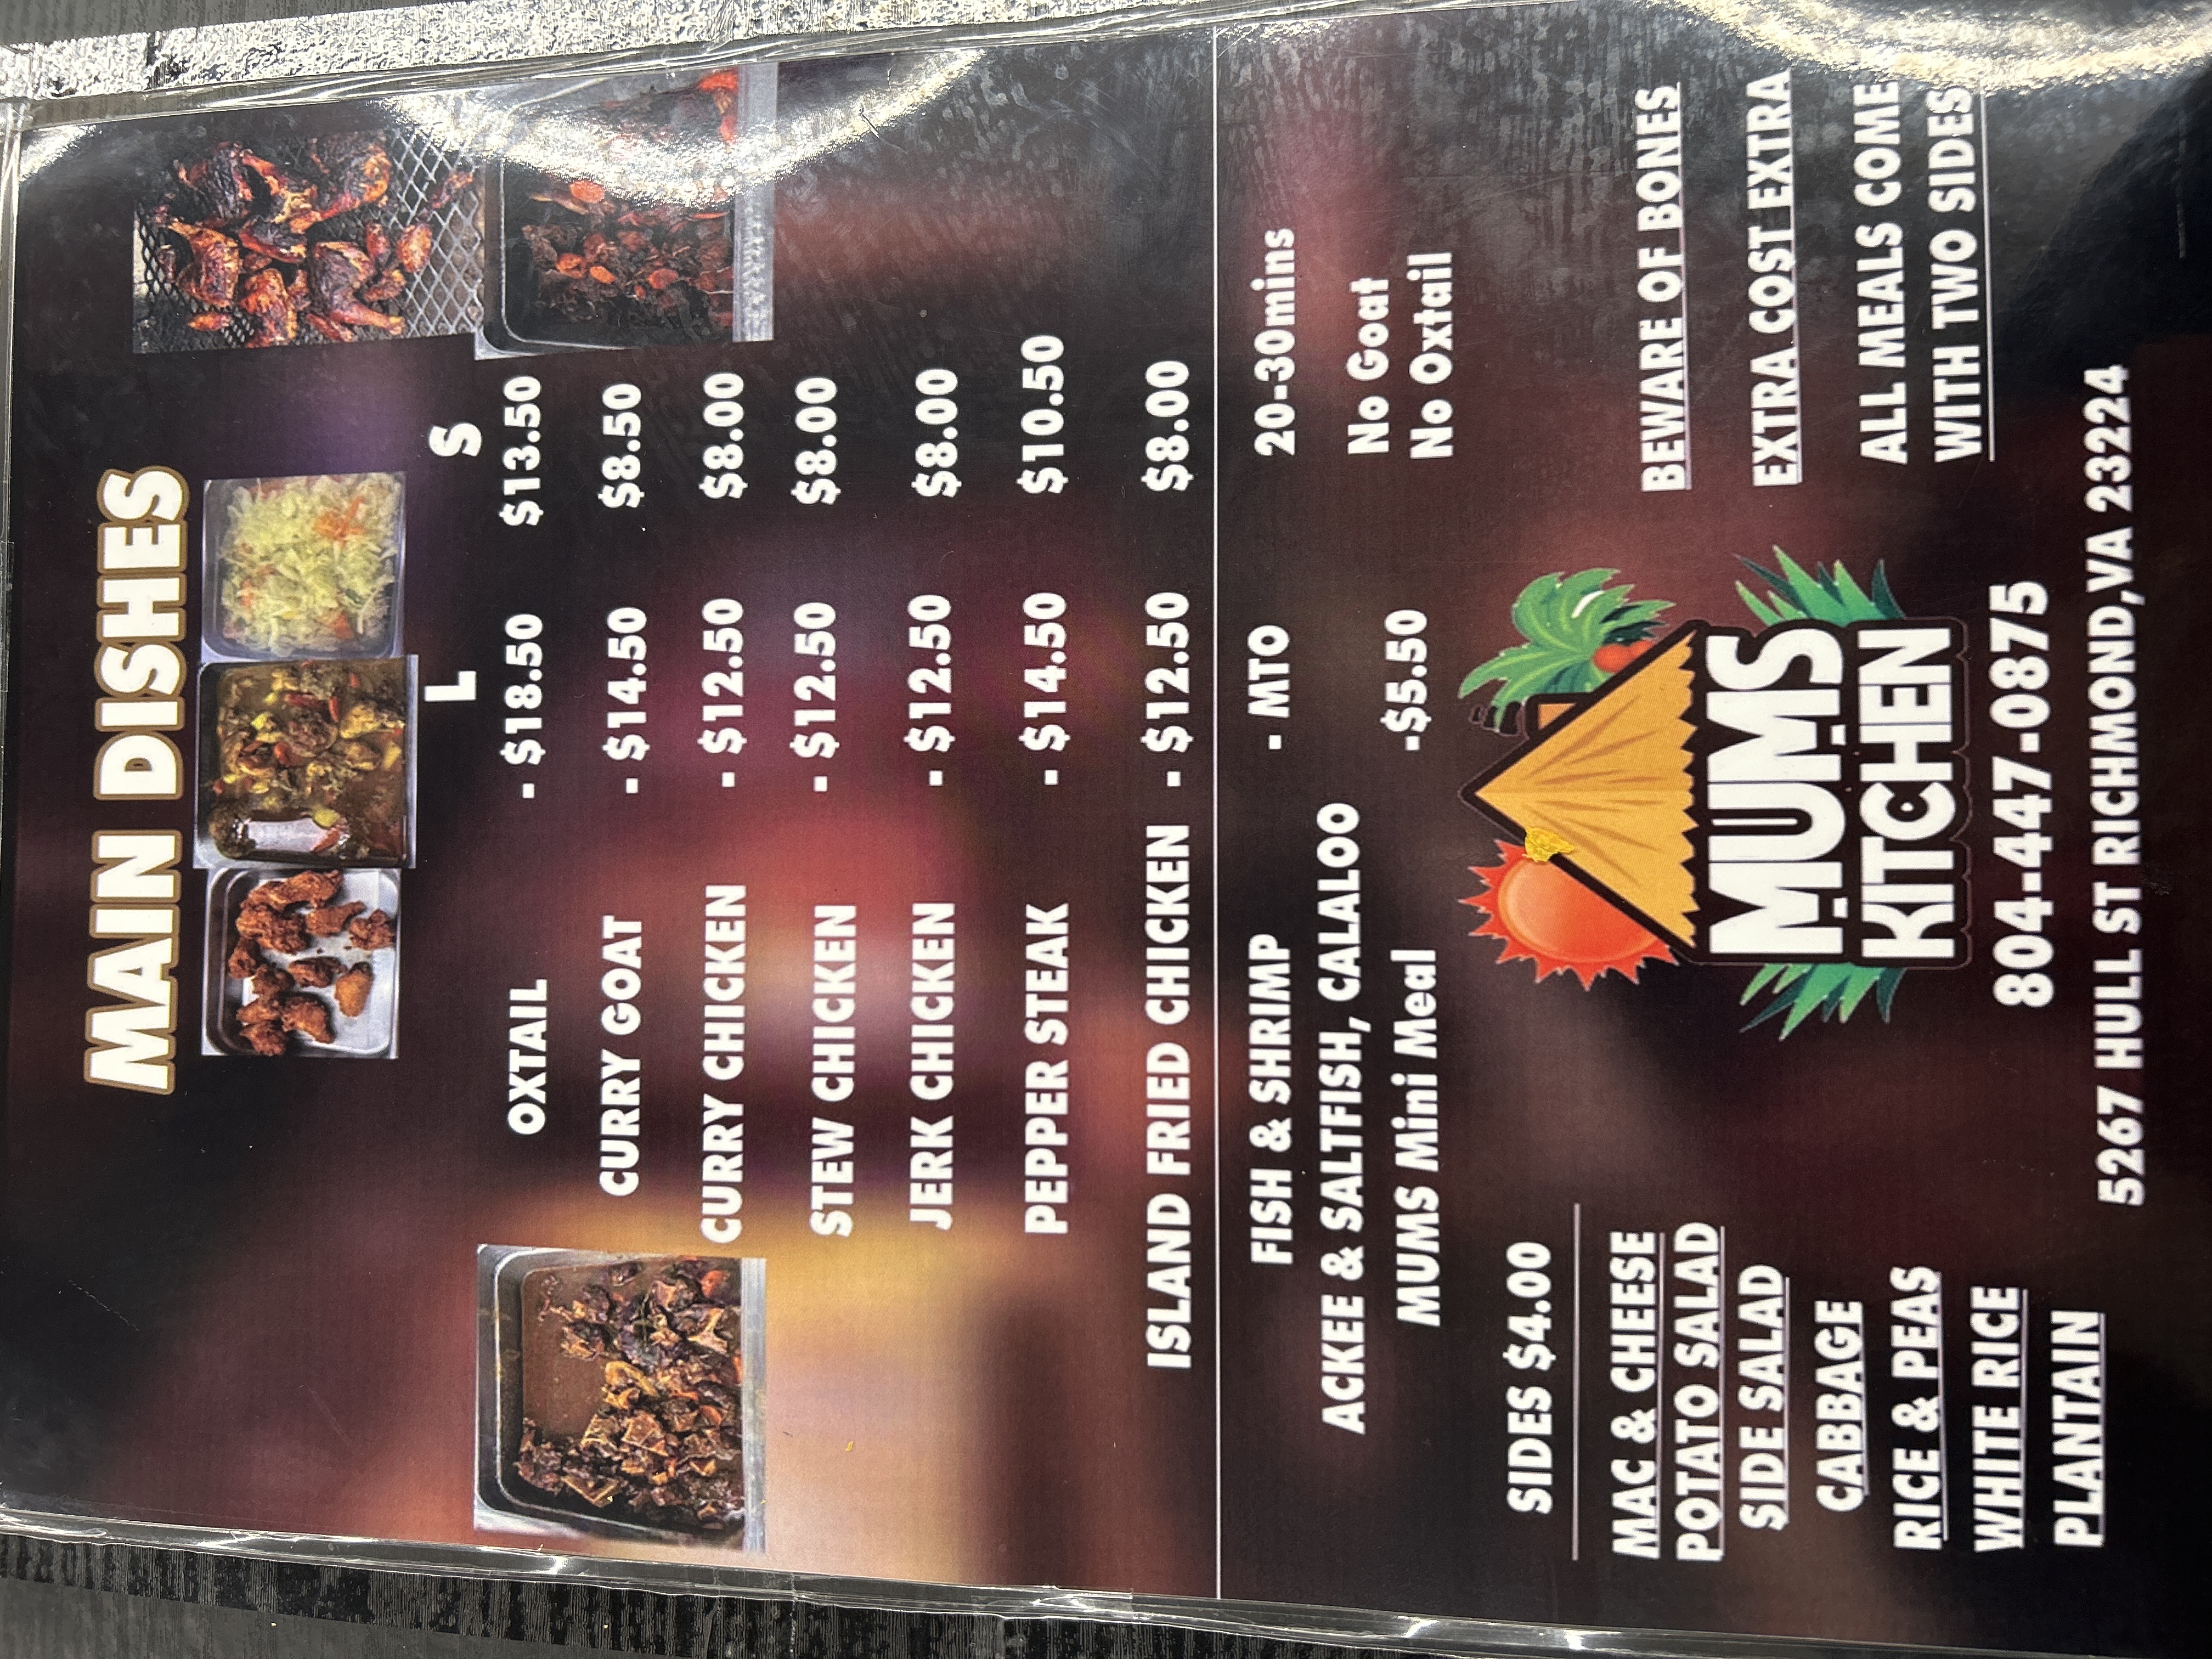 MAIN DISHES
L S
OXTAIL - $18.50 $13.50
CURRY GOAT - $14.50 $8.50
CURRY CHICKEN - $12.50 $8.00
STEW CHICKEN - $12.50 $8.00
JERK CHICKEN - $12.50 $8.00
PEPPER STEAK - $14.50 $10.50
ISLAND FRIED CHICKEN - $12.50 $8.00
FISH & SHRIMP - MTO 20-30mins
ACKEE & SALTFISH, CALALOO
MUMS Mini Meal -$5.50
No Goat
No Oxtail
SIDES $4.00
MAC & CHEESE
POTATO SALAD
SIDE SALAD
CABBAGE
RICE & PEAS
WHITE RICE
PLANTAIN
MUMS
KITCHEN
BEWARE OF BONES
EXTRA COST EXTRA
ALL MEALS COME
WITH TWO SIDES
804-447-0875
5267 HULL ST RICHMOND,VA 23224